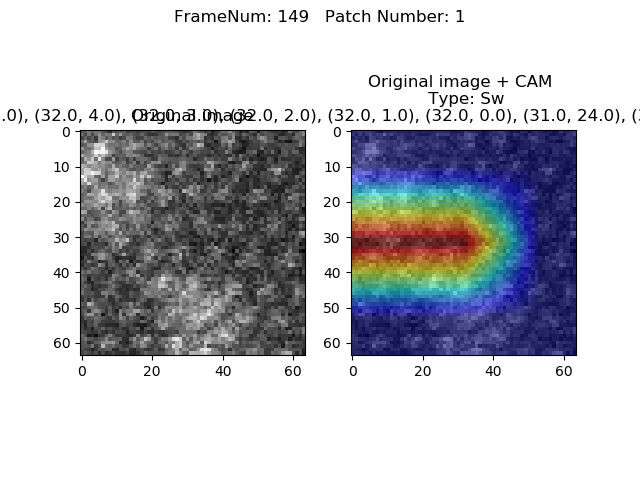 FrameNum: 149   Patch Number: 1
Original image + CAM
Type: Sw
.0), (32.0, 4.0), (32.0, 3.0), (32.0, 2.0), (32.0, 1.0), (32.0, 0.0), (31.0, 24.0), (3
Original image
0
10
20
30
40
50
60
0 20 40 60
0
10
20
30
40
50
60
0 20 40 60